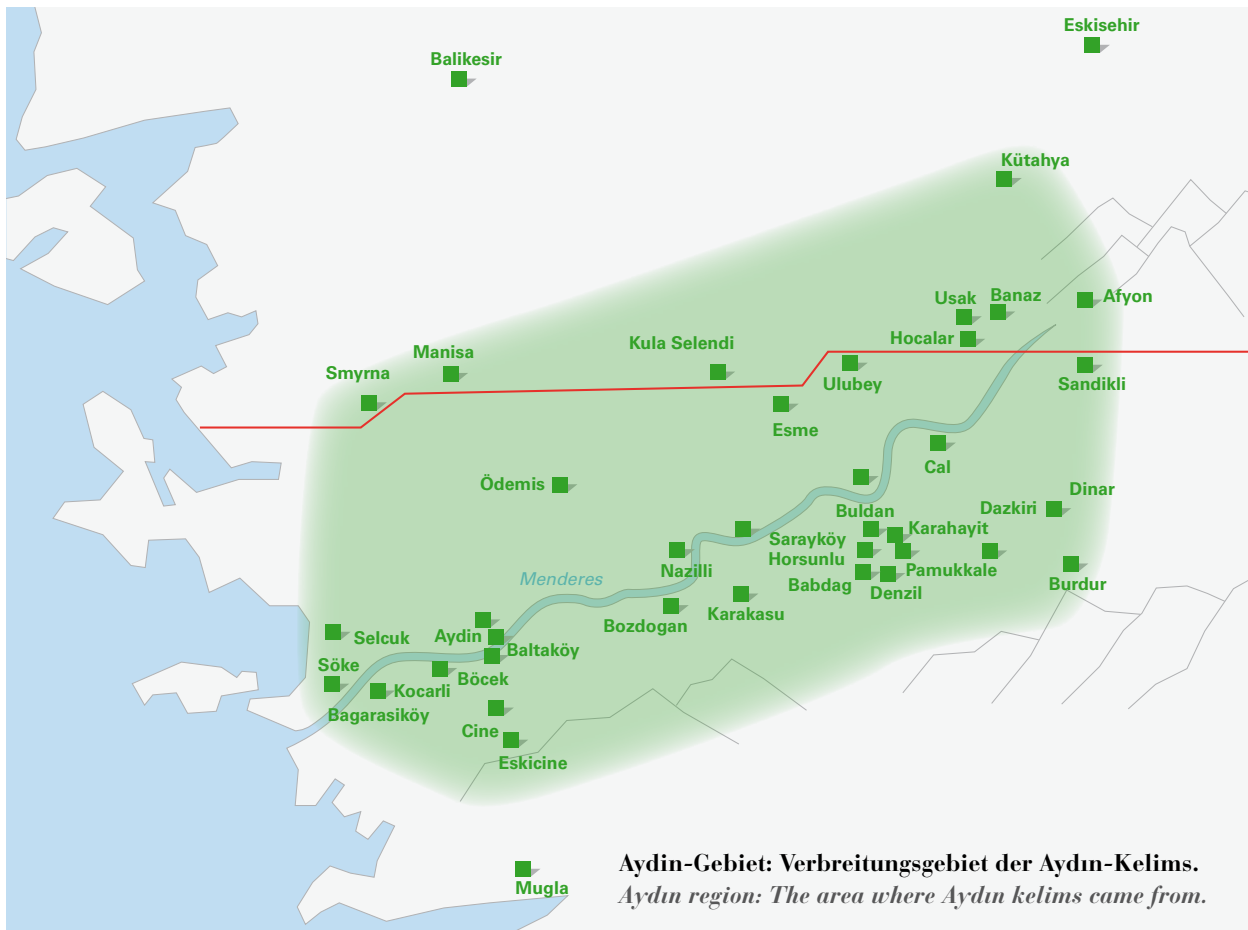 Eskisehir
Balikesir
Kütahya
Usak
Banaz
Afyon
Hocalar
Kula Selendi
Manisa
Smyrna
Ulubey
Sandikli
Esme
Cal
Ödemis
Dinar
Dazkiri
Buldan
Karahayit
Sarayköy
Horsunlu
Nazilli
Pamukkale
Babdag
Denzil
Burdur
Menderes
Karakasu
Bozdogan
Selcuk
Aydin
Baltaköy
Söke
Böcek
Kocarli
Bagarasiköy
Cine
Eskicine
Mugla
Aydin-Gebiet: Verbreitungsgebiet der Aydın-Kelims.
Aydın region: The area where Aydın kelims came from.